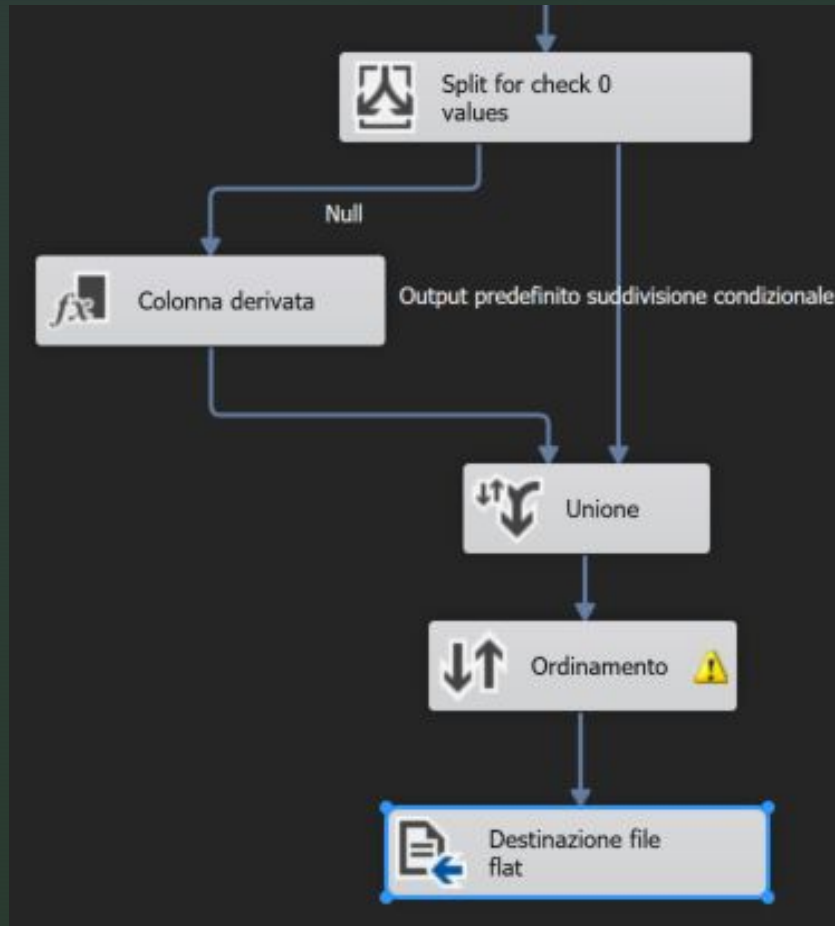 Split for check 0
values
Null
Colonna derivata
Output predefinito suddivisione condizionale
Unione
Ordinamento
Destinazione file
flat